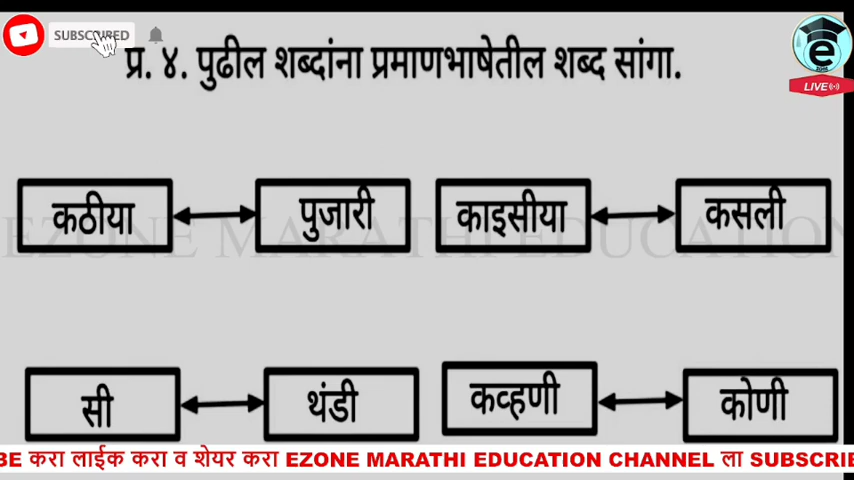 SUBSCRIBED
प्र. ४. पुढील शब्दांना प्रमाणभाषेतील शब्द सांगा.
e
LIVE
कठीया पुजारी काइसीया कसली
EZONE MARATHI EDUCATION
सी थंडी कव्हणी कोणी
BE करा लाईक करा व शेयर करा EZONE MARATHI EDUCATION CHANNEL ला SUBSCRIB